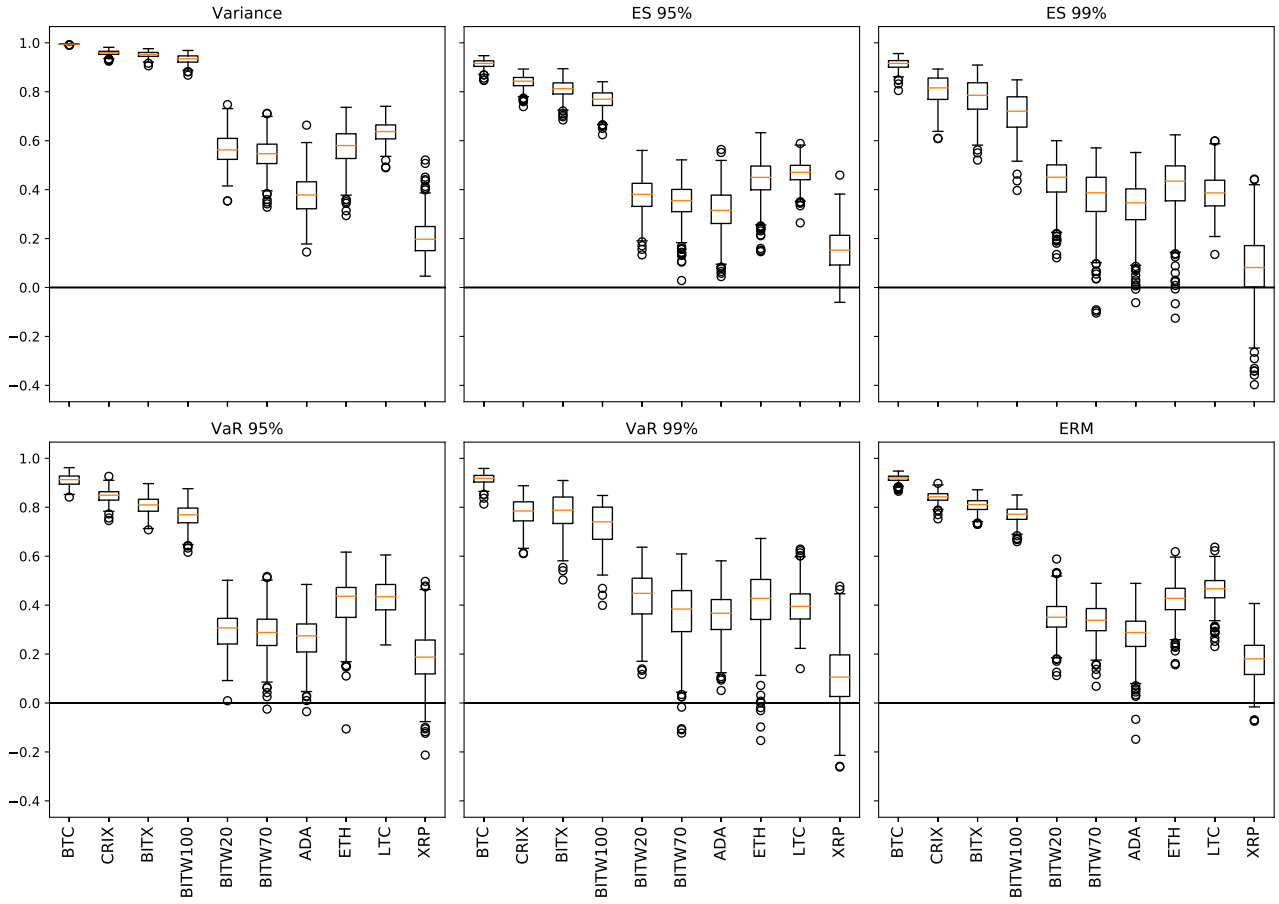 Variance
ES 95%
ES 99%
1.0
0.8
0.6
0.4
0.2
0.0
−0.2
−0.4
VaR 95%
VaR 99%
ERM
1.0
0.8
0.6
0.4
0.2
0.0
−0.2
−0.4
BTC
CRIX
BITX
BITW100
BITW20
BITW70
ADA
ETH
LTC
XRP
BTC
CRIX
BITX
BITW100
BITW20
BITW70
ADA
ETH
LTC
XRP
BTC
CRIX
BITX
BITW100
BITW20
BITW70
ADA
ETH
LTC
XRP